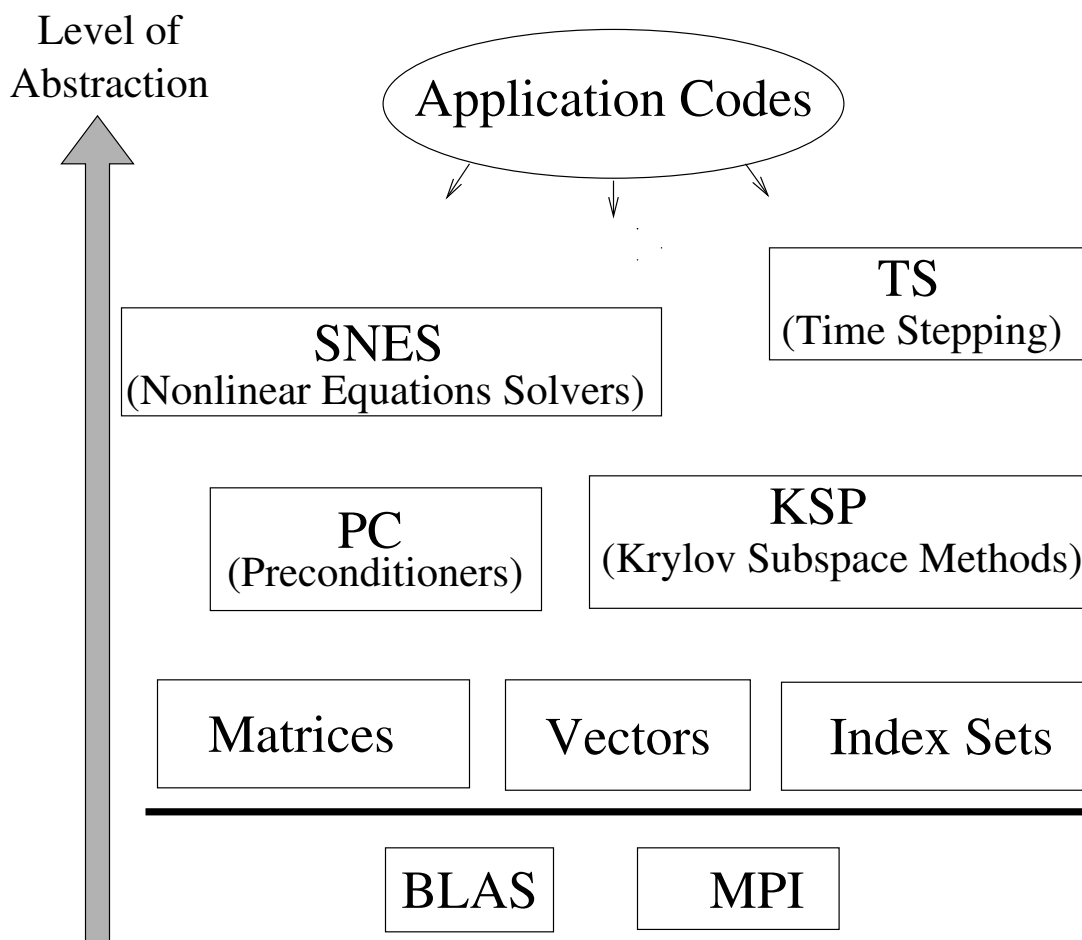 Level of
Abstraction
Application Codes
TS
(Time Stepping)
SNES
(Nonlinear Equations Solvers)
PC
(Preconditioners)
KSP
(Krylov Subspace Methods)
Matrices
Vectors
Index Sets
BLAS
MPI